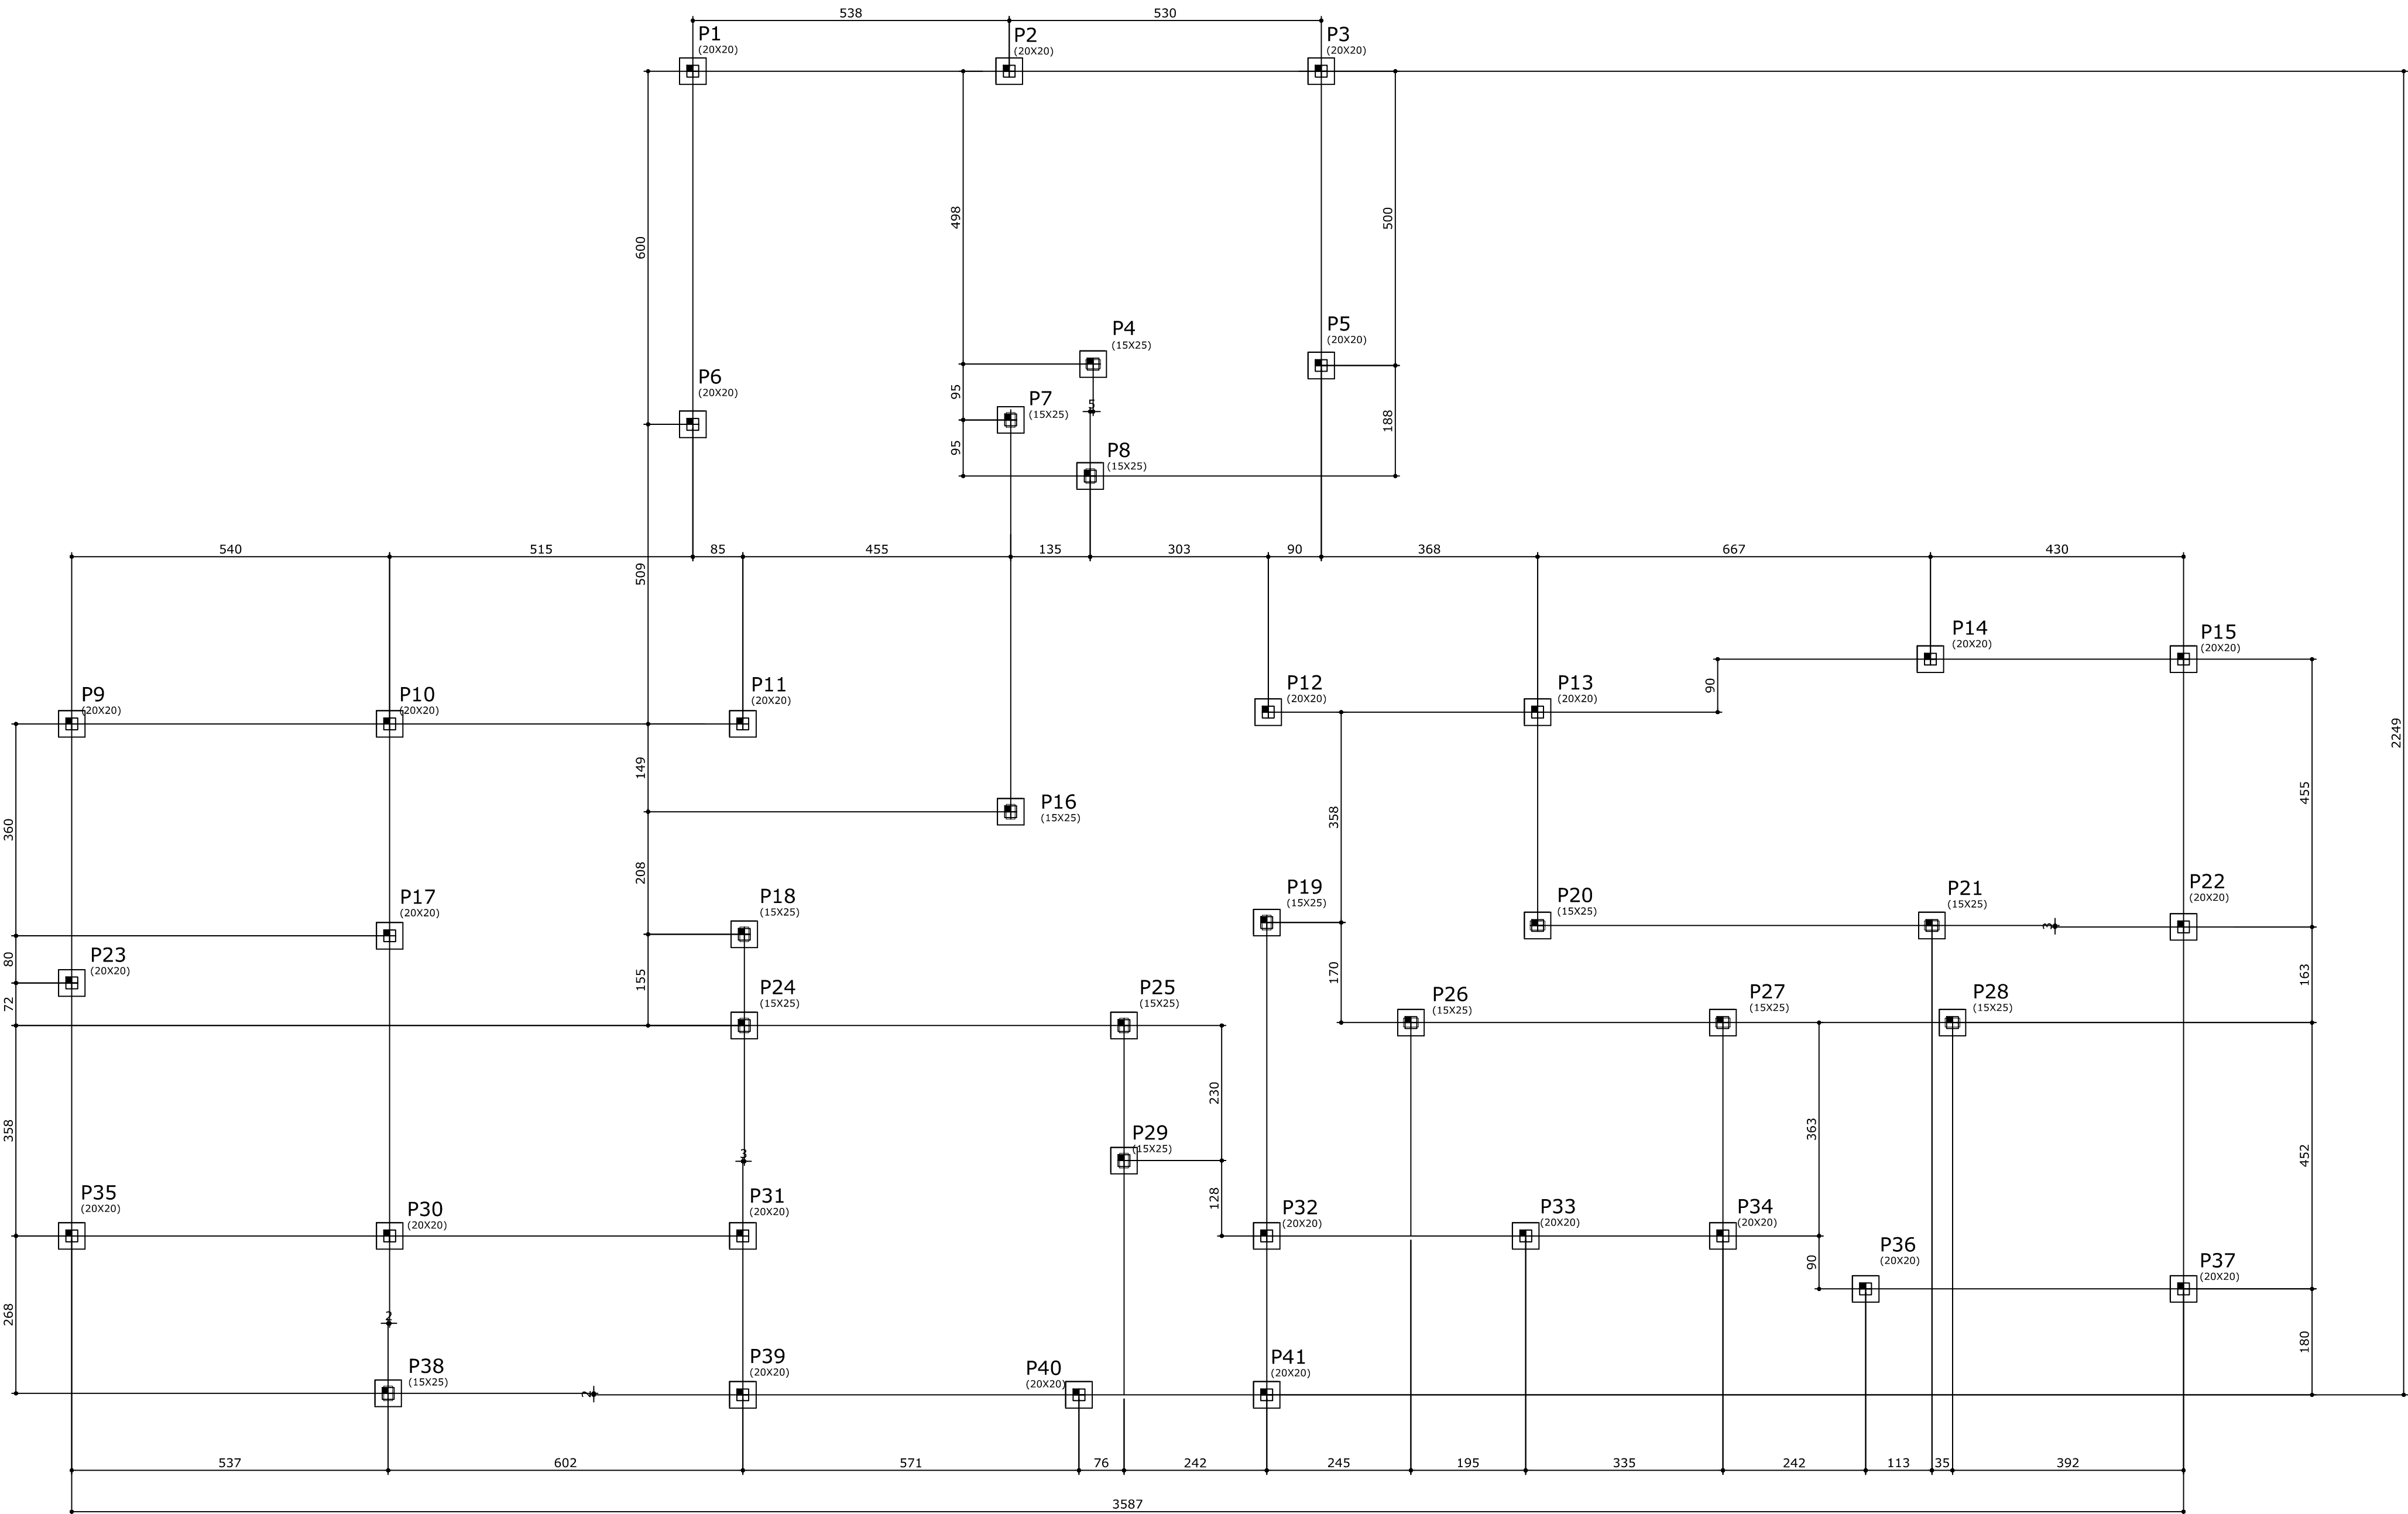 538
530
P1
(20X20)
P2
(20X20)
P3
(20X20)
600
498
500
P4
(15X25)
P5
(20X20)
P6
(20X20)
P7
(15X25)
95
5
188
P8
(15X25)
95
540
515
85
455
135
303
90
368
667
430
509
P14
(20X20)
P15
(20X20)
P9
(20X20)
P10
(20X20)
P11
(20X20)
P12
(20X20)
P13
(20X20)
90
2249
149
P16
(15X25)
360
358
455
208
P17
(20X20)
P18
(15X25)
P19
(15X25)
P20
(15X25)
P21
(15X25)
P22
(20X20)
3
80
P23
(20X20)
72
155
P24
(15X25)
P25
(15X25)
170
P26
(15X25)
P27
(15X25)
P28
(15X25)
163
358
230
363
452
P29
(15X25)
3
128
P35
(20X20)
P30
(20X20)
P31
(20X20)
P32
(20X20)
P33
(20X20)
P34
(20X20)
90
P36
(20X20)
P37
(20X20)
268
2
180
P38
(15X25)
2
P39
(20X20)
P40
(20X20)
P41
(20X20)
537
602
571
76
242
245
195
335
242
113
35
392
3587